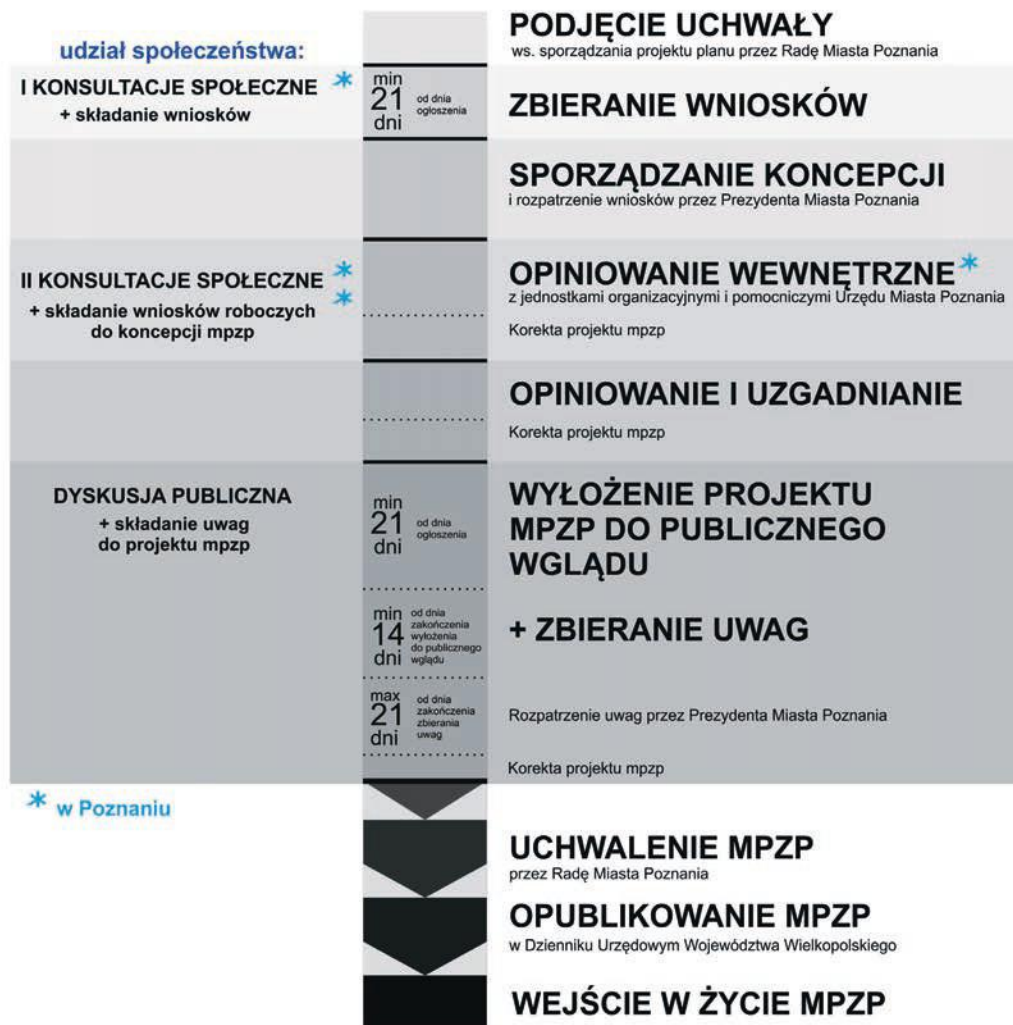 PODJĘCIE UCHWAŁY
ws. sporządzania projektu planu przez Radę Miasta Poznania
udział społeczeństwa:
I KONSULTACJE SPOŁECZNE *
+ składanie wniosków
min
21
dni
od dnia
ogłoszenia
ZBIERANIE WNIOSKÓW
SPORZĄDZANIE KONCEPCJI
i rozpatrzenie wniosków przez Prezydenta Miasta Poznania
II KONSULTACJE SPOŁECZNE *
+ składanie wniosków roboczych *
do koncepcji mpzp
OPINIOWANIE WEWNĘTRZNE *
z jednostkami organizacyjnymi i pomocniczymi Urzędu Miasta Poznania
Korekta projektu mpzp
OPINIOWANIE I UZGADNIANIE
Korekta projektu mpzp
DYSKUSJA PUBLICZNA
+ składanie uwag
do projektu mpzp
min
21
dni
od dnia
ogłoszenia
WYŁOŻENIE PROJEKTU
MPZP DO PUBLICZNEGO
WGLĄDU
min
14
dni
od dnia
zakończenia
wyłożenia
do publicznego
wglądu
+ ZBIERANIE UWAG
max
21
dni
od dnia
zakończenia
zbierania
uwag
Rozpatrzenie uwag przez Prezydenta Miasta Poznania
Korekta projektu mpzp
* w Poznaniu
UCHWALENIE MPZP
przez Radę Miasta Poznania
OPUBLIKOWANIE MPZP
w Dzienniku Urzędowym Województwa Wielkopolskiego
WEJŚCIE W ŻYCIE MPZP